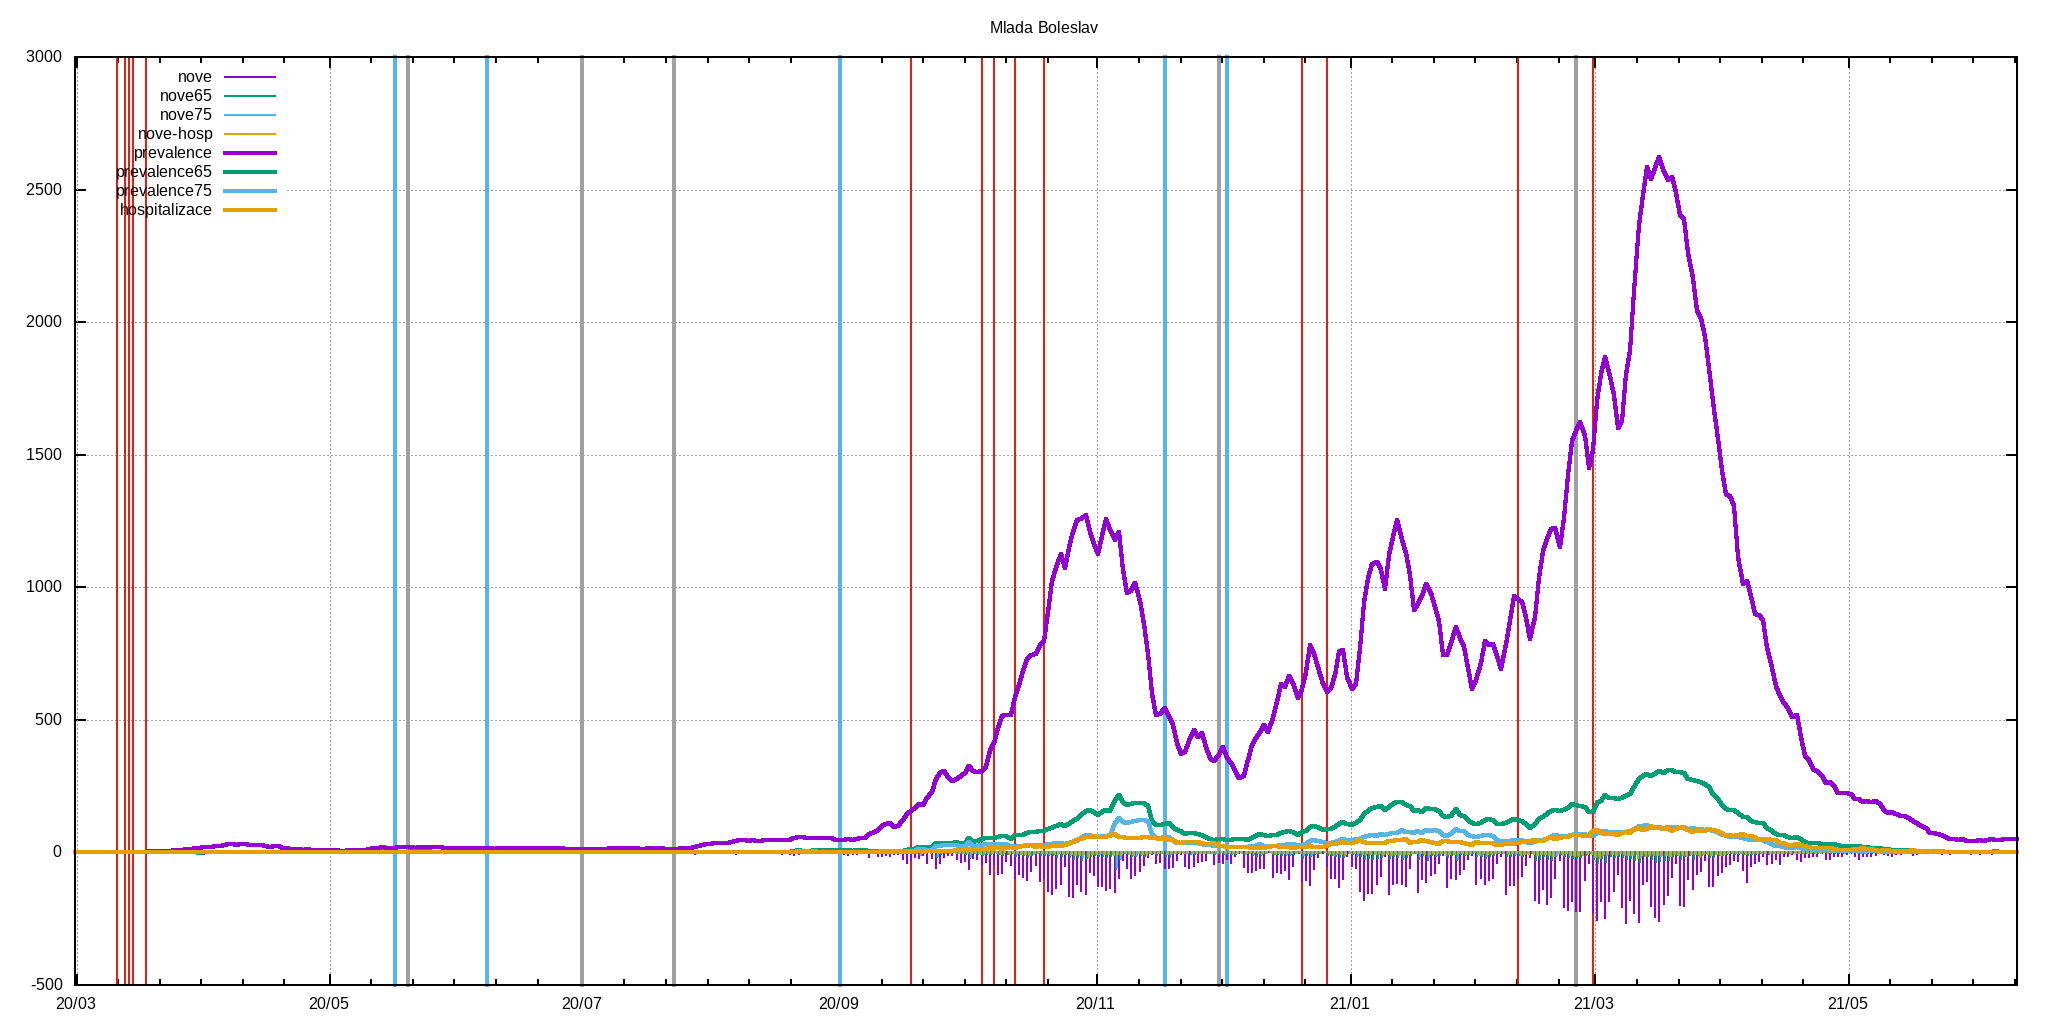 Mlada Boleslav
3000
2500
2000
1500
1000
500
0
-500
nove
nove65
nove75
nove-hosp
prevalence
prevalence65
prevalence75
hospitalizace
20/03 20/05 20/07 20/09 20/11 21/01 21/03 21/05